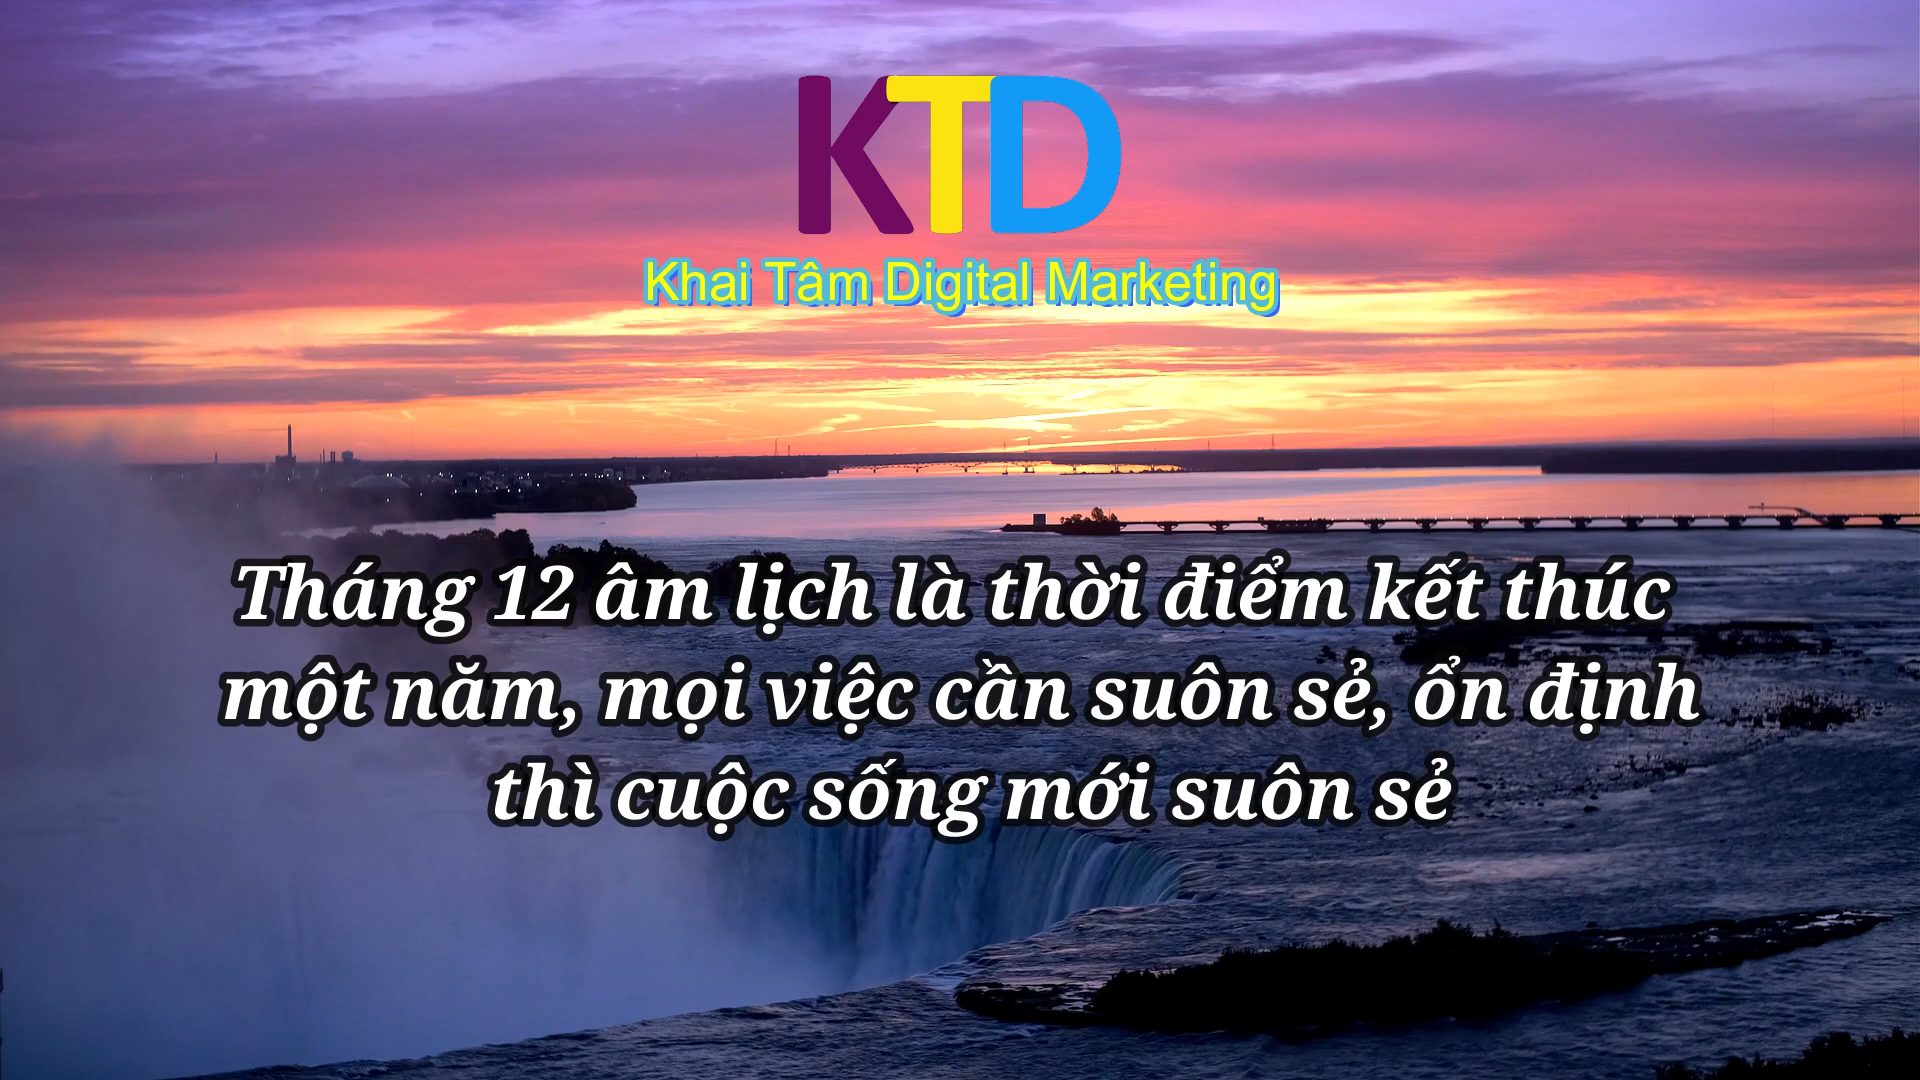 KTD
Khai Tâm Digital Marketing
Tháng 12 âm lịch là thời điểm kết thúc
một năm, mọi việc cần suôn sẻ, ổn định
thì cuộc sống mới suôn sẻ